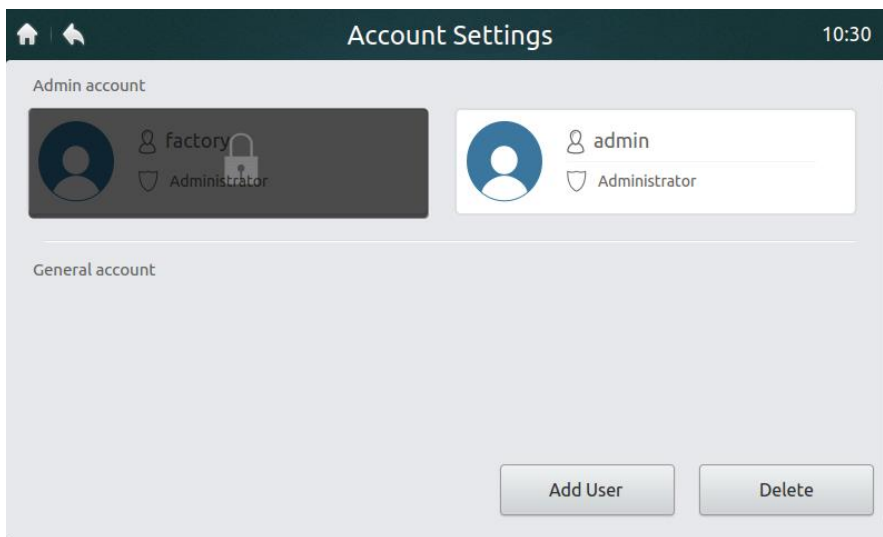 Account Settings
10:30
Admin account
factory
Administrator
admin
Administrator
General account
Add User
Delete